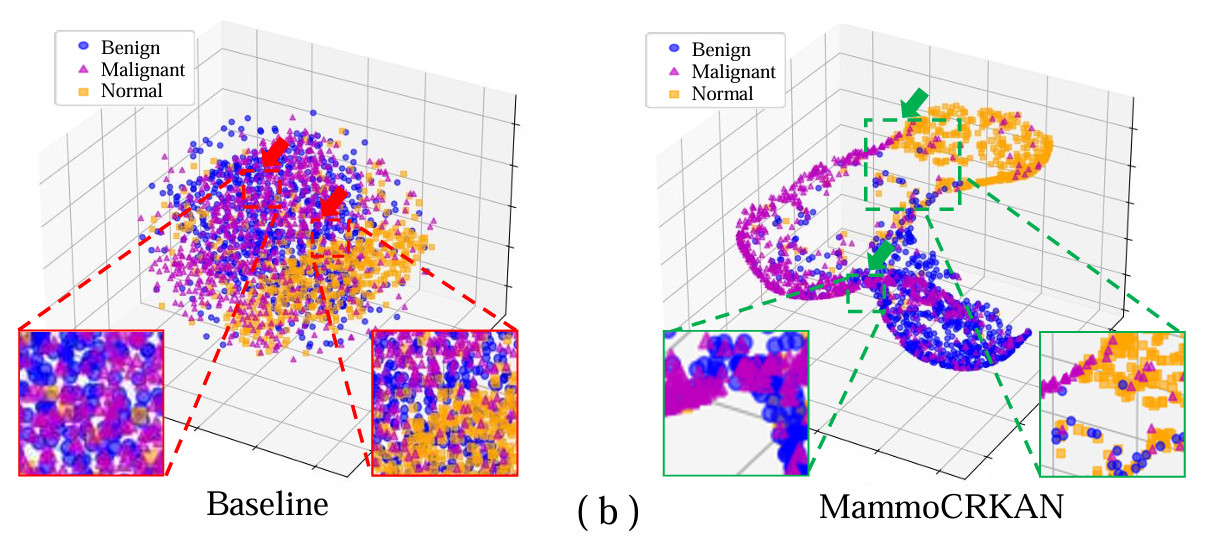 Benign
Malignant
Normal
Benign
Malignant
Normal
Baseline
( b )
MammoCRKAN